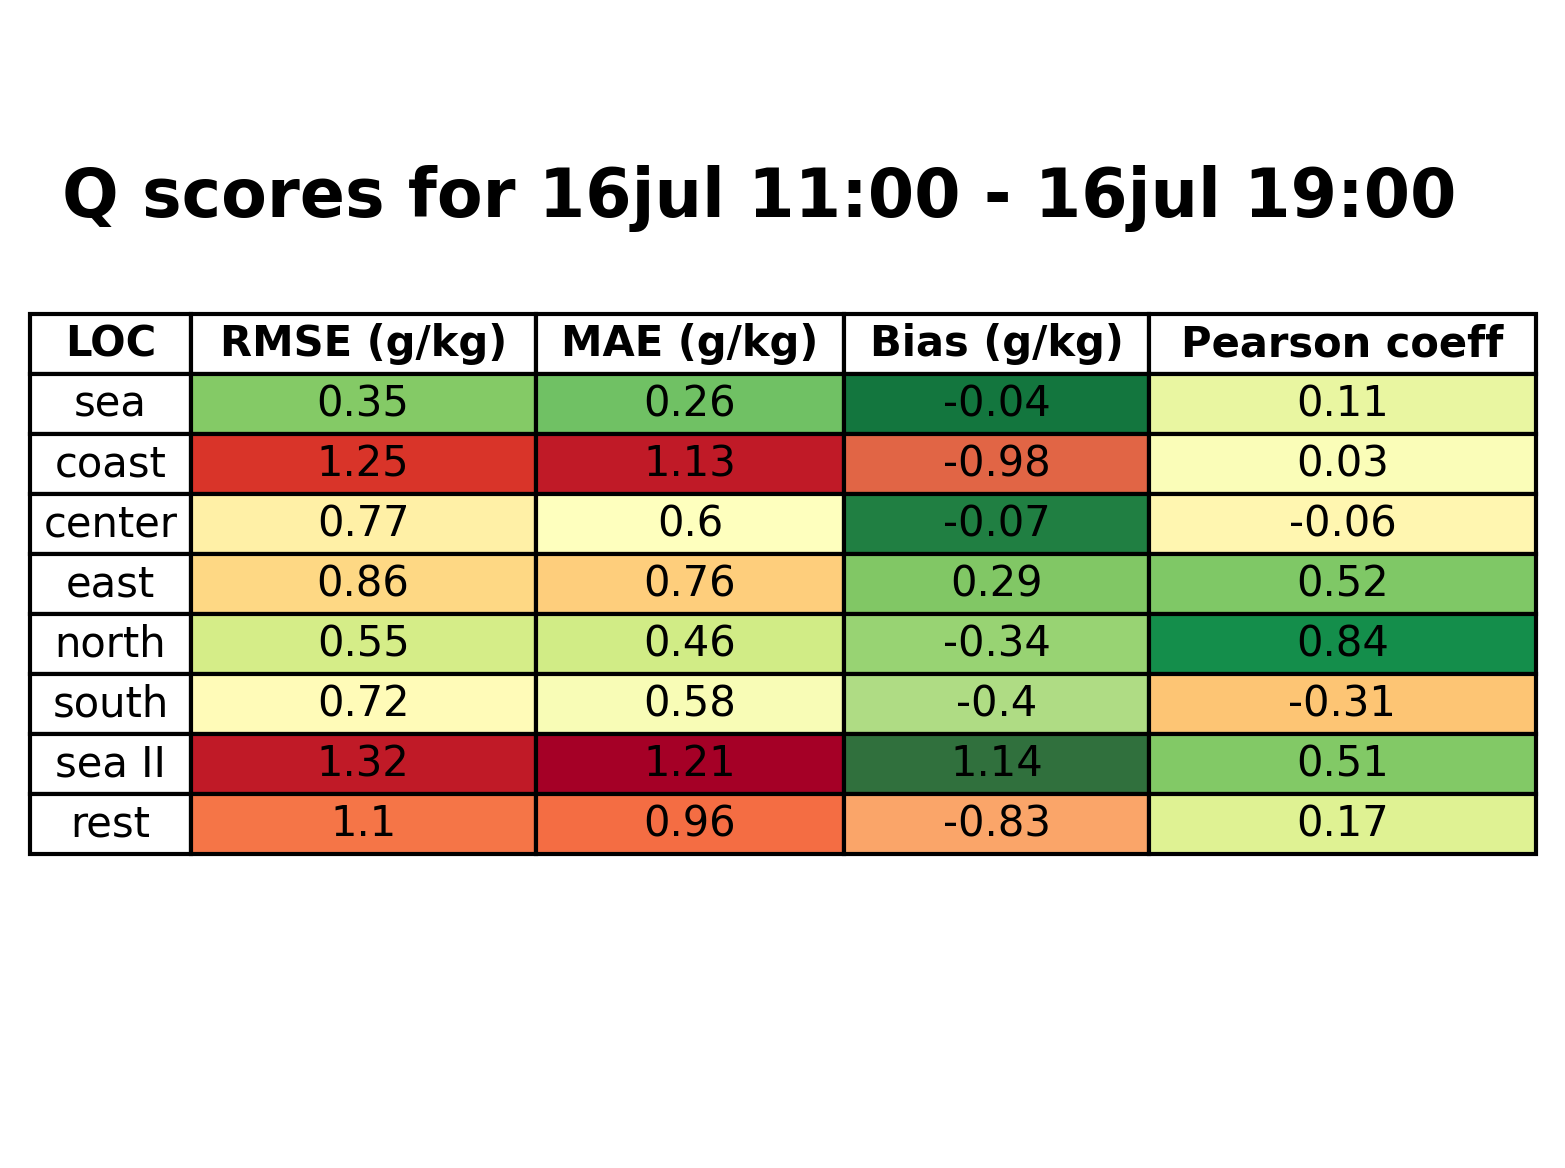 Q scores for 16jul 11:00 - 16jul 19:00
LOC RMSE (g/kg) MAE (g/kg) Bias (g/kg) Pearson coeff
sea 0.35 0.26 -0.04 0.11
coast 1.25 1.13 -0.98 0.03
center 0.77 0.6 -0.07 -0.06
east 0.86 0.76 0.29 0.52
north 0.55 0.46 -0.34 0.84
south 0.72 0.58 -0.4 -0.31
sea II 1.32 1.21 1.14 0.51
rest 1.1 0.96 -0.83 0.17